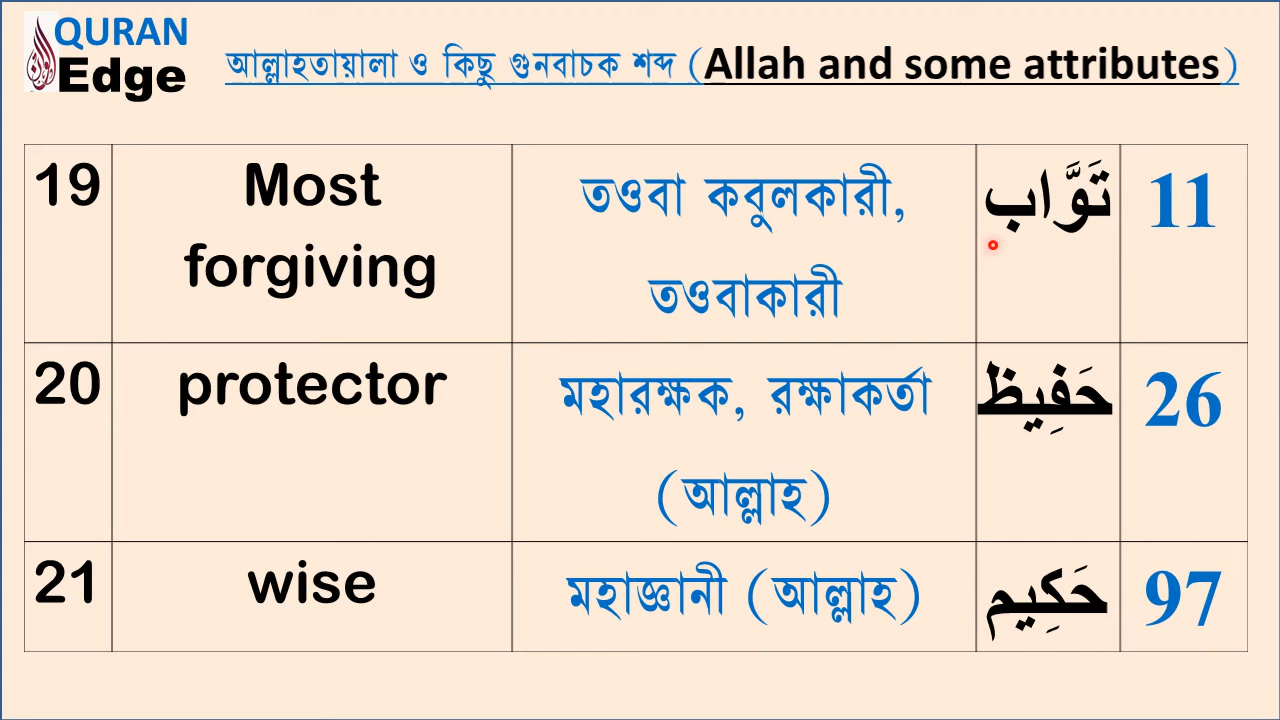 QURAN
Edge
আল্লাহতায়ালা ও কিছু গুনবাচক শব্দ (Allah and some attributes)
19 Most তওবা কবুলকারী, تَوَّاب 11
forgiving তওবাকারী
20 protector মহারক্ষক, রক্ষাকর্তা حَفِيظ 26
(আল্লাহ)
21 wise মহাজ্ঞানী (আল্লাহ) حَكِيم 97